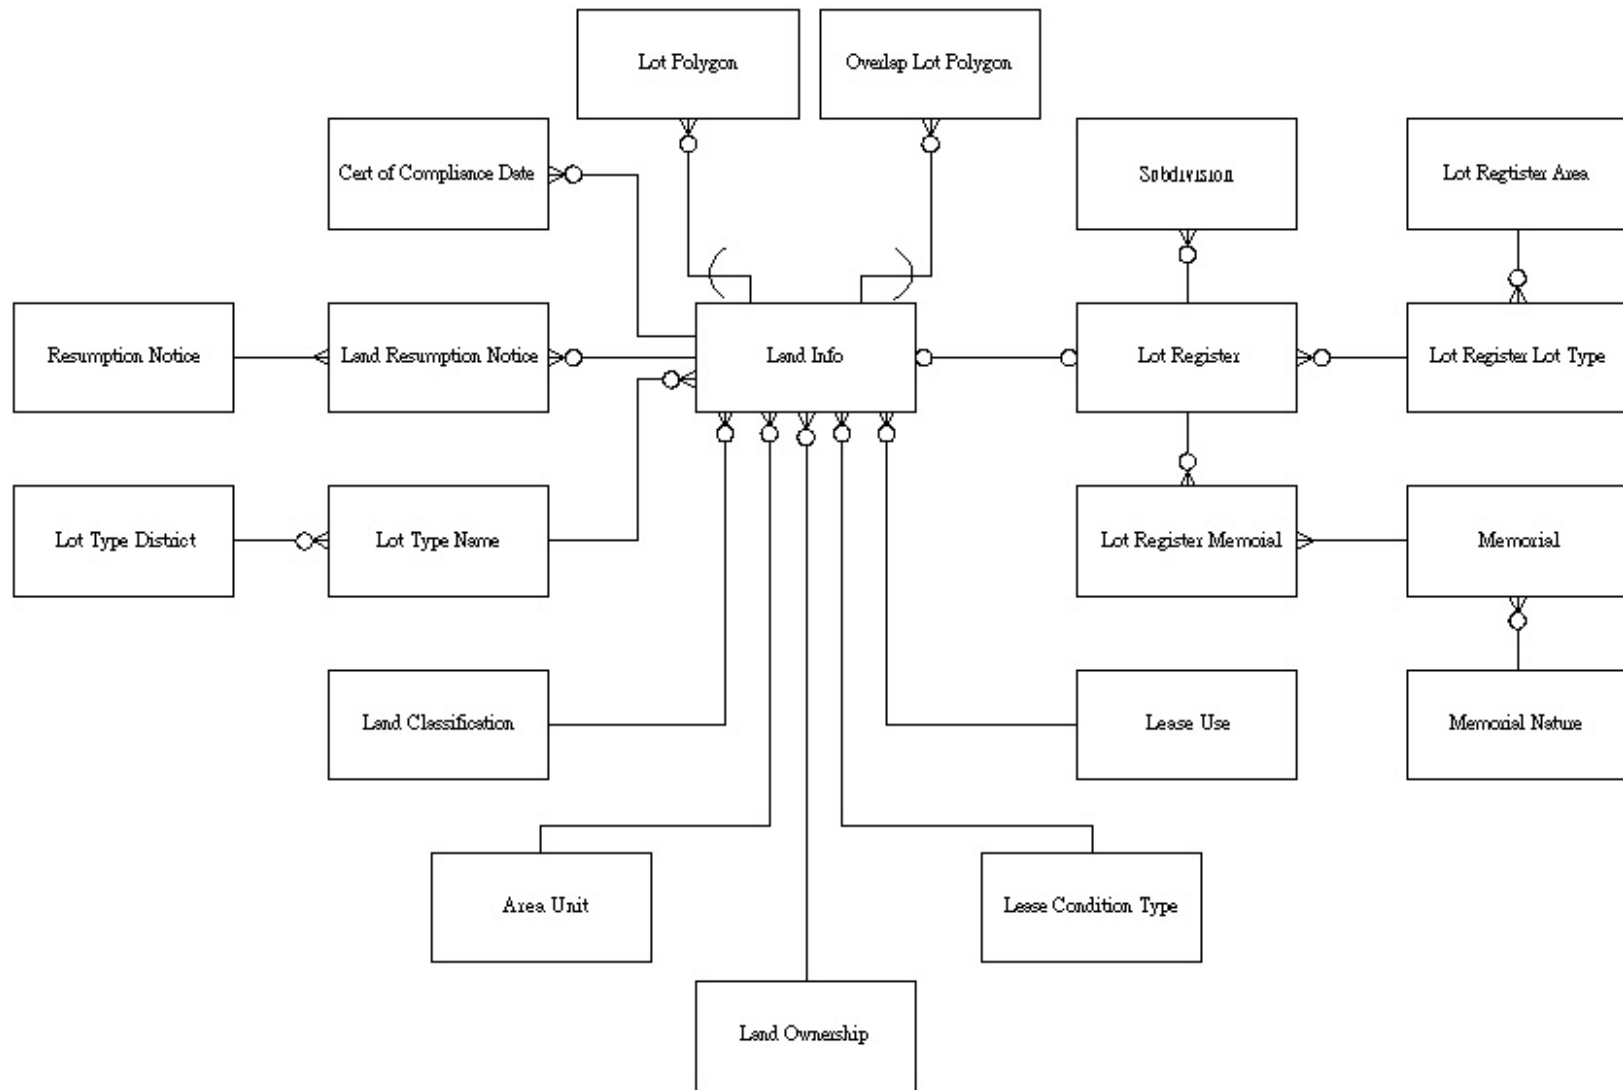 Lot Polygon
Overlap Lot Polygon
Cert of Compliance Date
Subdivision
Lot Regtister Area
Resumption Notice
Land Resumption Notice
Land Info
Lot Register
Lot Register Lot Type
Lot Type District
Lot Type Name
Lot Register Memoial
Memorial
Land Classification
Lease Use
Memorial Nature
Area Unit
Lease Condition Type
Land Ownership